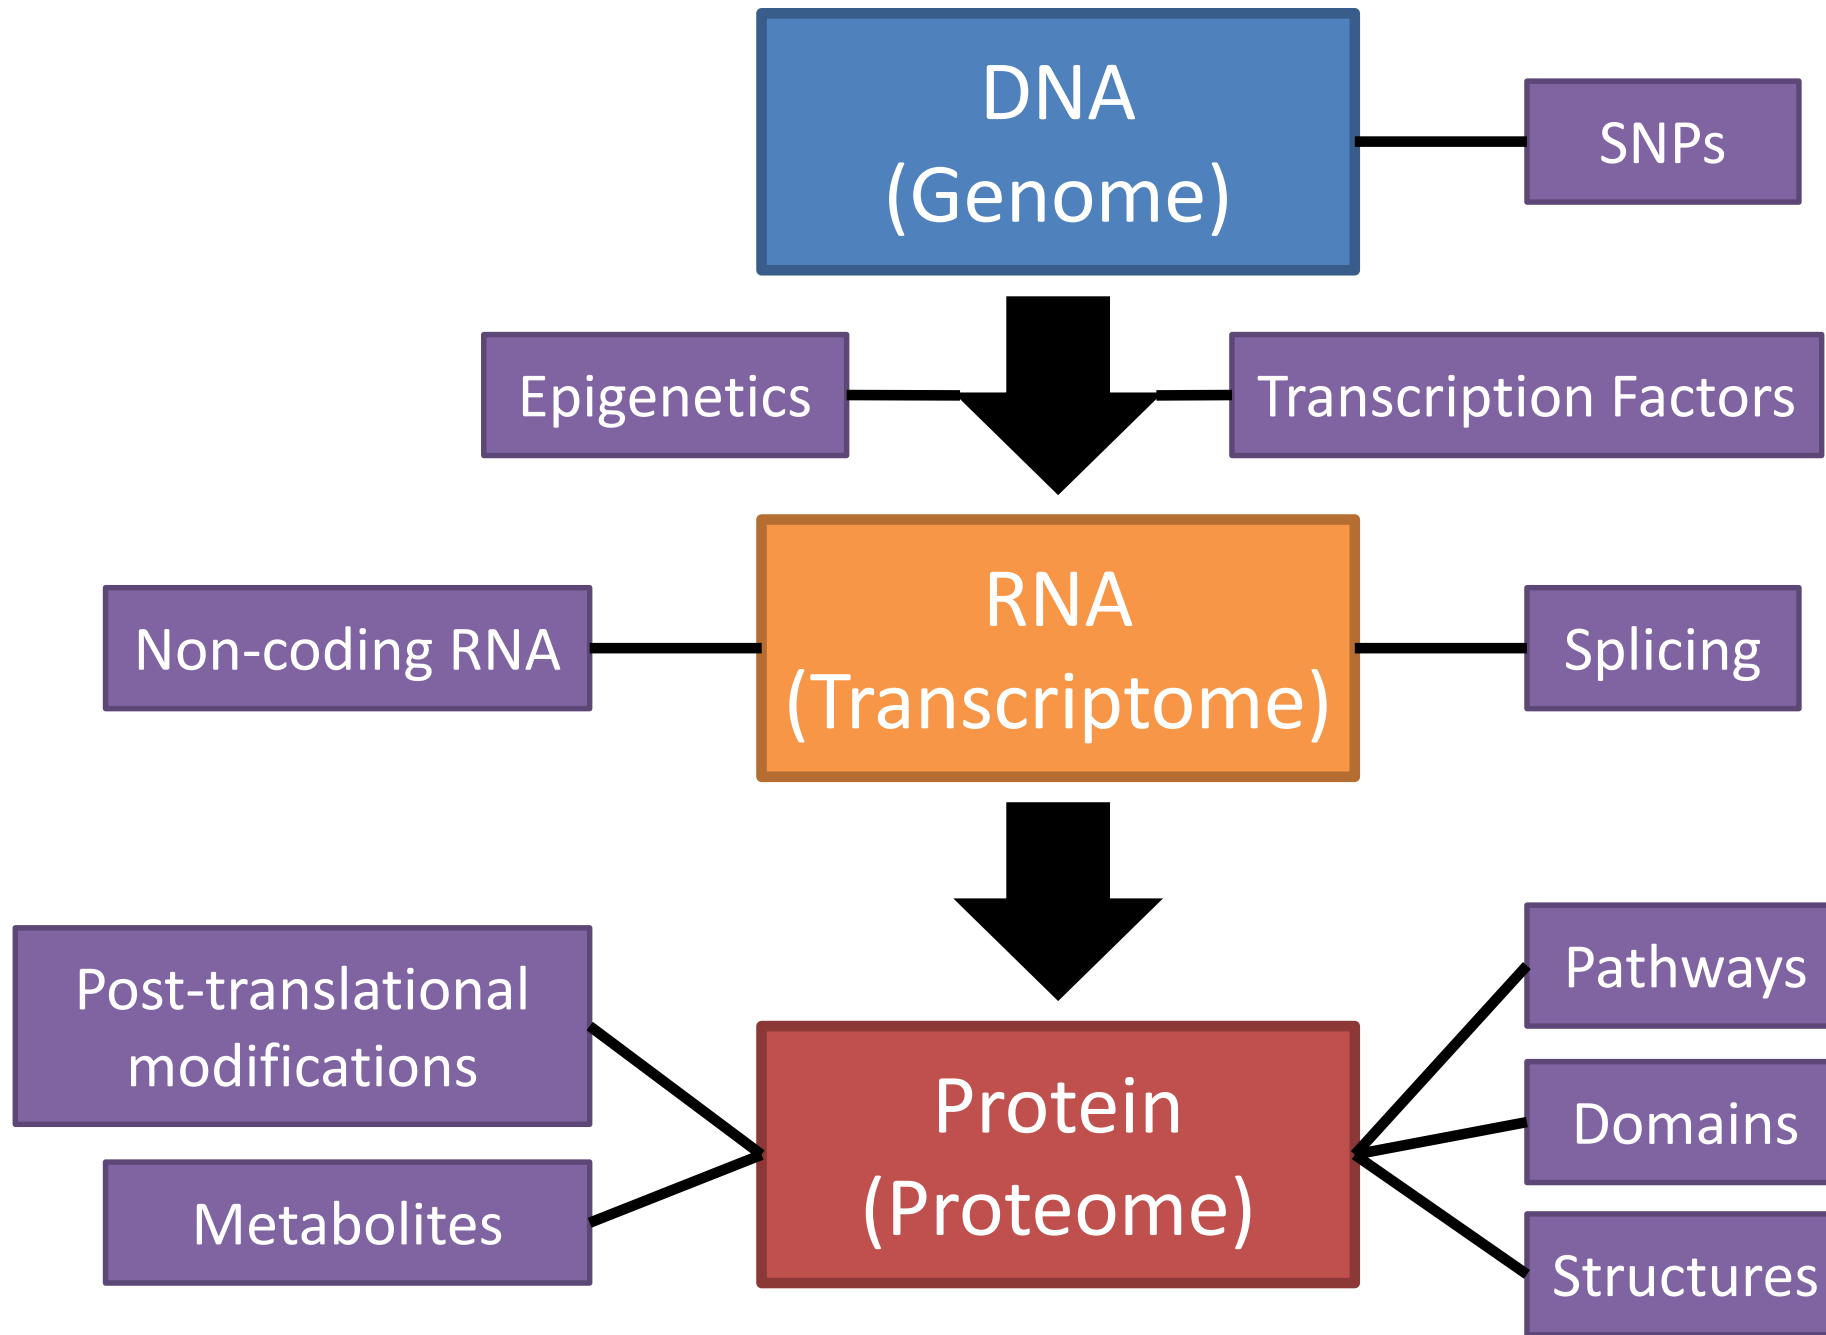 DNA
(Genome)
SNPs
Epigenetics
Transcription Factors
RNA
(Transcriptome)
Non-coding RNA
Splicing
Post-translational
modifications
Metabolites
Protein
(Proteome)
Pathways
Domains
Structures